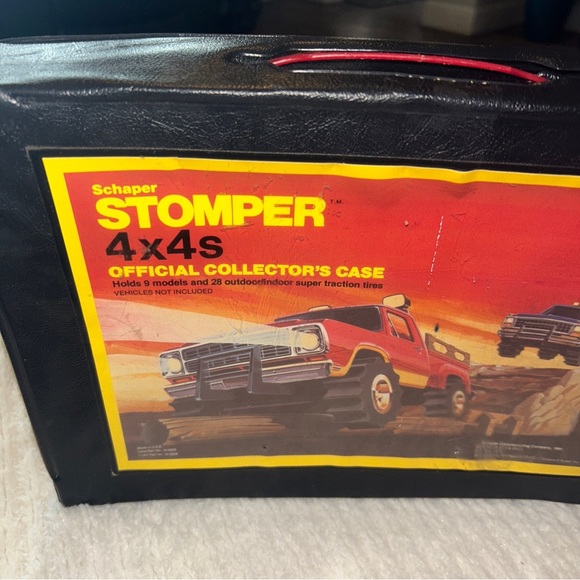 Schaper
STOMPER T.M.
4x4s
OFFICIAL COLLECTOR'S CASE
Holds 9 models and 28 outdoor/indoor super traction tires
VEHICLES NOT INCLUDED